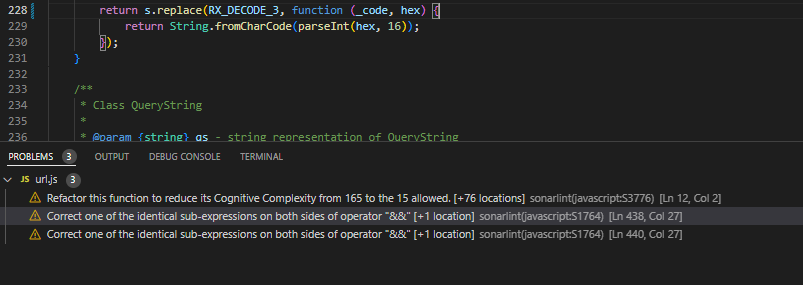 228 return s.replace(RX_DECODE_3, function (_code, hex) {
229 return String.fromCharCode(parseInt(hex, 16));
230 });
231 }
232
233 /**
234 * Class QueryString
235 *
236 * @param {string} qs - string representation of QueryString
PROBLEMS 3 OUTPUT DEBUG CONSOLE TERMINAL
JS url.js 3
Refactor this function to reduce its Cognitive Complexity from 165 to the 15 allowed. [+76 locations] sonarlint(javascript:S3776) [Ln 12, Col 2]
Correct one of the identical sub-expressions on both sides of operator "&&" [+1 location] sonarlint(javascript:S1764) [Ln 438, Col 27]
Correct one of the identical sub-expressions on both sides of operator "&&" [+1 location] sonarlint(javascript:S1764) [Ln 440, Col 27]